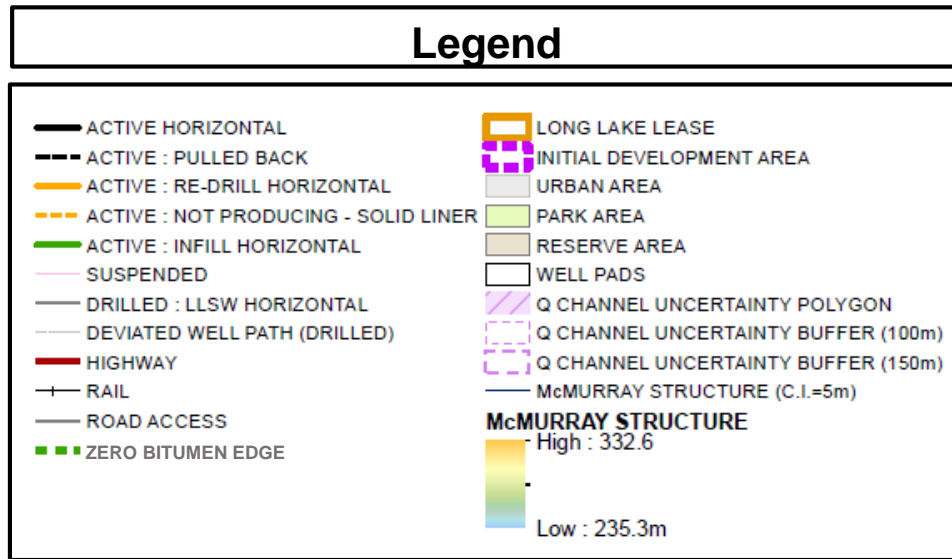 Legend
ACTIVE HORIZONTAL
ACTIVE : PULLED BACK
ACTIVE : RE-DRILL HORIZONTAL
ACTIVE : NOT PRODUCING - SOLID LINER
ACTIVE : INFILL HORIZONTAL
SUSPENDED
DRILLED : LLSW HORIZONTAL
DEVIATED WELL PATH (DRILLED)
HIGHWAY
RAIL
ROAD ACCESS
ZERO BITUMEN EDGE
LONG LAKE LEASE
INITIAL DEVELOPMENT AREA
URBAN AREA
PARK AREA
RESERVE AREA
WELL PADS
Q CHANNEL UNCERTAINTY POLYGON
Q CHANNEL UNCERTAINTY BUFFER (100m)
Q CHANNEL UNCERTAINTY BUFFER (150m)
McMURRAY STRUCTURE (C.I.=5m)
McMURRAY STRUCTURE
High : 332.6
Low : 235.3m